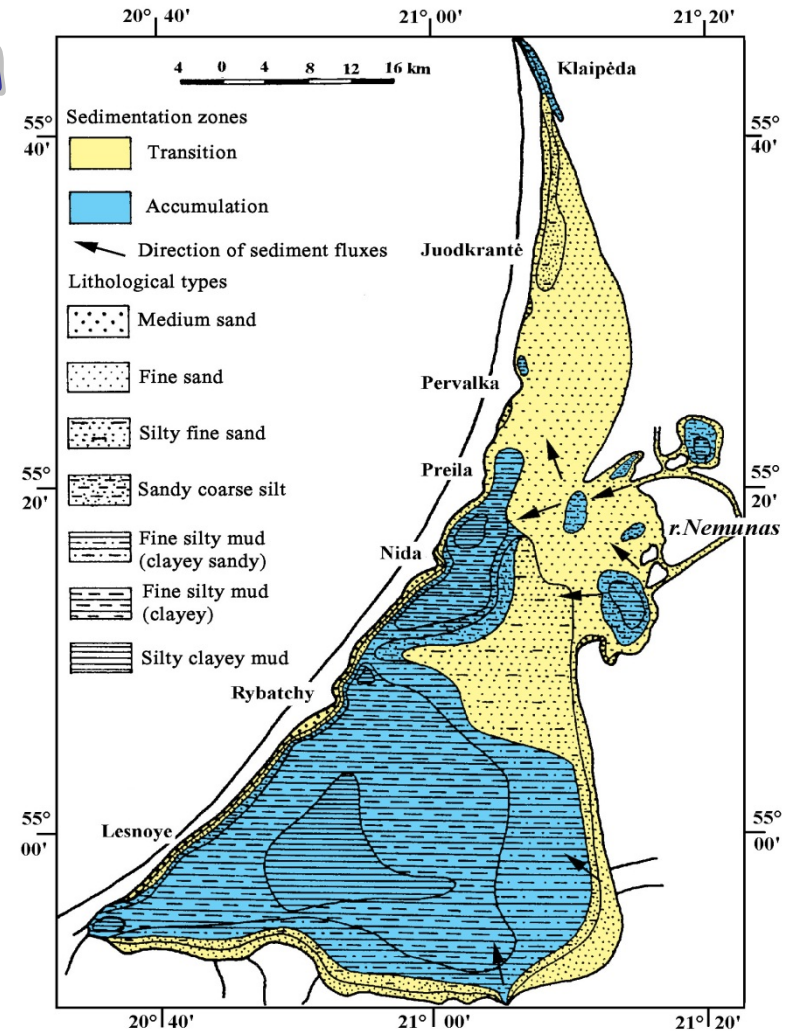 20° 40'
21° 00'
21° 20'
4 0 4 8 12 16 km
Klaipėda
55°
40'
55°
40'
Sedimentation zones
Transition
Accumulation
Direction of sediment fluxes
Juodkrantė
Lithological types
Medium sand
Fine sand
Pervalka
Silty fine sand
Preila
55°
20'
55°
20'
Sandy coarse silt
r.Nemunas
Fine silty mud
(clayey sandy)
Nida
Fine silty mud
(clayey)
Silty clayey mud
Rybatchy
Lesnoye
55°
00'
55°
00'
20° 40'
21° 00'
21° 20'